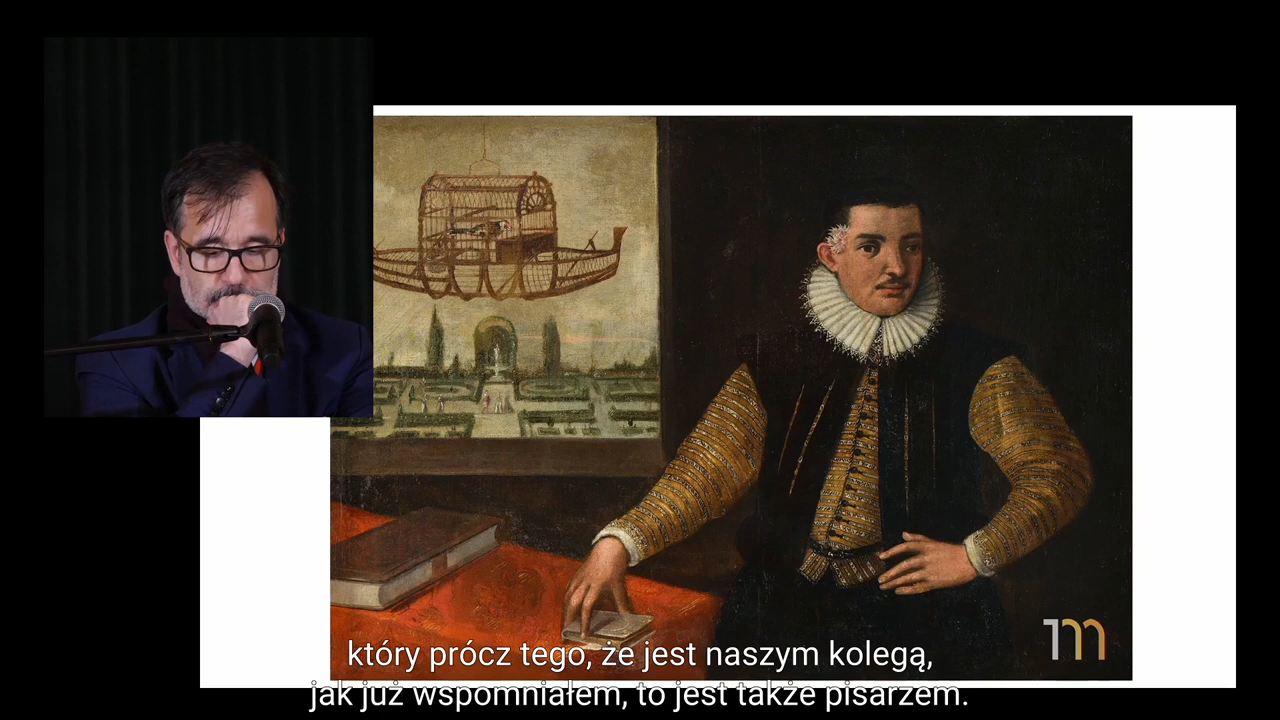 który prócz tego, że jest naszym kolegą,
jak już wspomniałem, to jest także pisarzem.